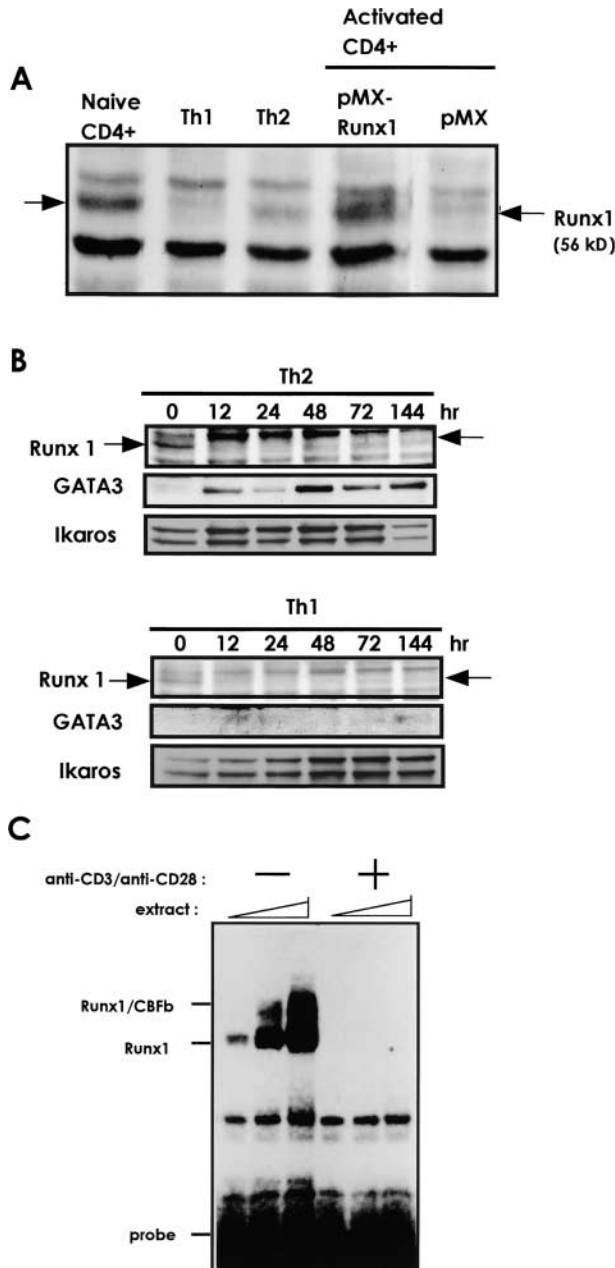 Activated
CD4+
A
Naive
CD4+
Th1
Th2
pMX-
Runx1
pMX
Runx1
(56 kD)
B
Th2
0 12 24 48 72 144 hr
Runx 1
GATA3
Ikaros
Th1
0 12 24 48 72 144 hr
Runx 1
GATA3
Ikaros
C
anti-CD3/anti-CD28 : — +
extract :
Runx1/CBFb
Runx1
probe